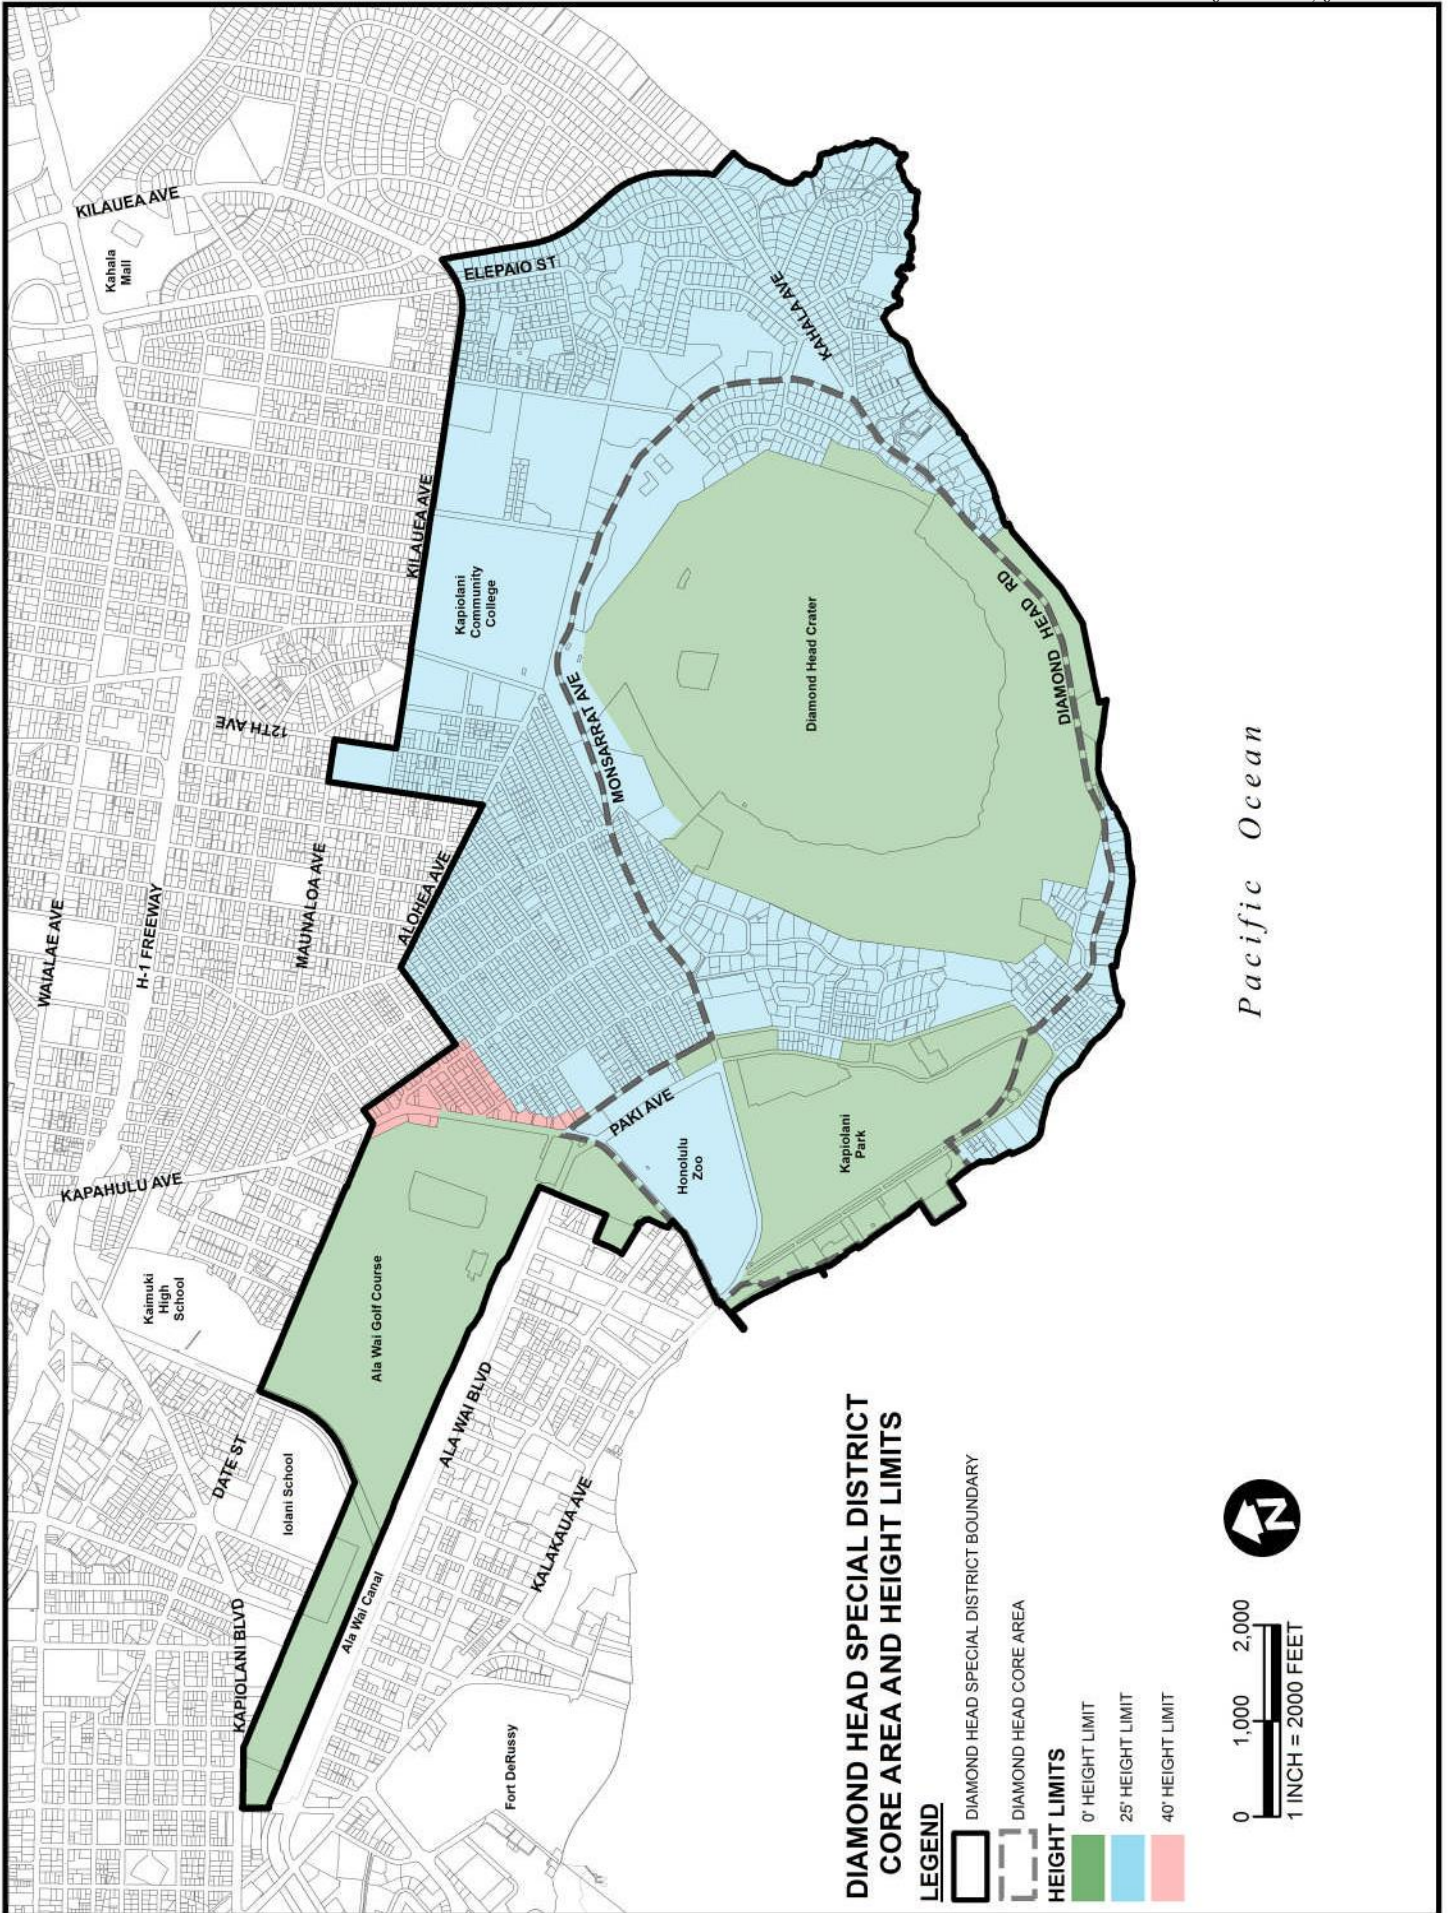 KILAUEA AVE
Kahala
Mall
ELEPAIO ST
KAHALA AVE
KILAUEA AVE
Kapiolani
Community
College
12TH AVE
MONSARRAT AVE
Diamond Head Crater
DIAMOND HEAD RD
WAIALAE AVE
H-1 FREEWAY
MAUNALOA AVE
ALOHEA AVE
Pacific Ocean
PAKI AVE
Honolulu
Zoo
Kapiolani
Park
KAPAHULU AVE
Kaimuki
High
School
Ala Wai Golf Course
DATE ST
Iolani School
ALA WAI BLVD
KALAKAUA AVE
KAPIOLANI BLVD
Ala Wai Canal
Fort DeRussy
DIAMOND HEAD SPECIAL DISTRICT
CORE AREA AND HEIGHT LIMITS
LEGEND
DIAMOND HEAD SPECIAL DISTRICT BOUNDARY
DIAMOND HEAD CORE AREA
HEIGHT LIMITS
0' HEIGHT LIMIT
25' HEIGHT LIMIT
40' HEIGHT LIMIT
N
0 1,000 2,000
1 INCH = 2000 FEET